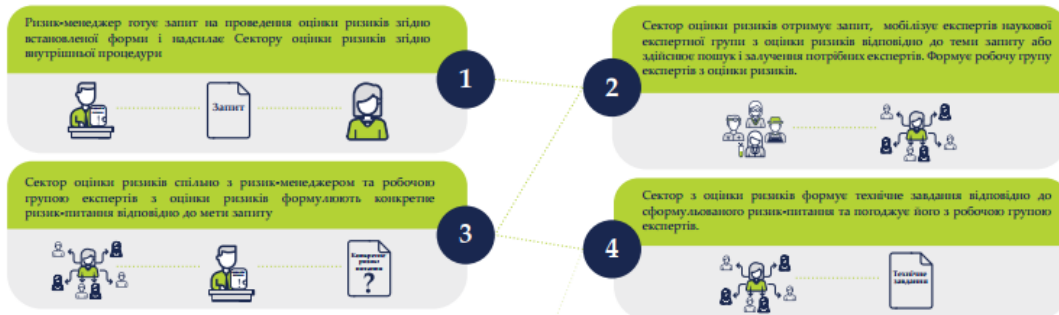 Ризик-менеджер готує запит на проведення оцінки ризиків згідно
встановленої форми і надсилає Сектору оцінки ризиків згідно
внутрішньої процедури
1
Запит
Сектор оцінки ризиків отримує запит, мобілізує експертів наукової
експертної групи з оцінки ризиків відповідно до теми запиту або
здійснює пошук і залучення потрібних експертів. Формує робочу групу
експертів з оцінки ризиків.
2
Сектор оцінки ризиків спільно з ризик-менеджером та робочою
групою експертів з оцінки ризиків формулюють конкретне
ризик-питання відповідно до мети запиту
3
Конкретне
ризик-
питання
?
Сектор з оцінки ризиків формує технічне завдання відповідно до
сформульованого ризик-питання та погоджує його з робочою групою
експертів.
4
Технічне
завдання